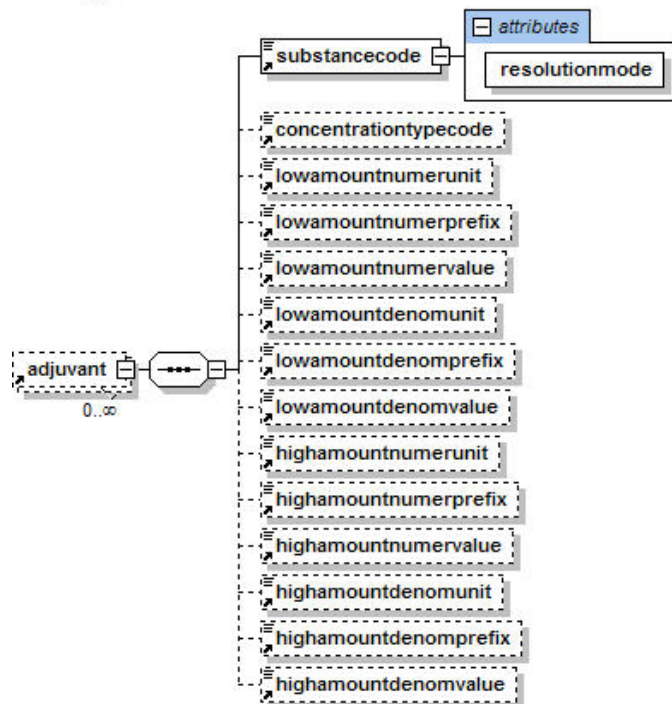 attributes
substancecode
resolutionmode
concentrationtypecode
lowamountnumerunit
lowamountnumerprefix
lowamountnumervalue
lowamountdenomunit
adjuvant
0..∞
lowamountdenomprefix
lowamountdenomvalue
highamountnumerunit
highamountnumerprefix
highamountnumervalue
highamountdenomunit
highamountdenomprefix
highamountdenomvalue